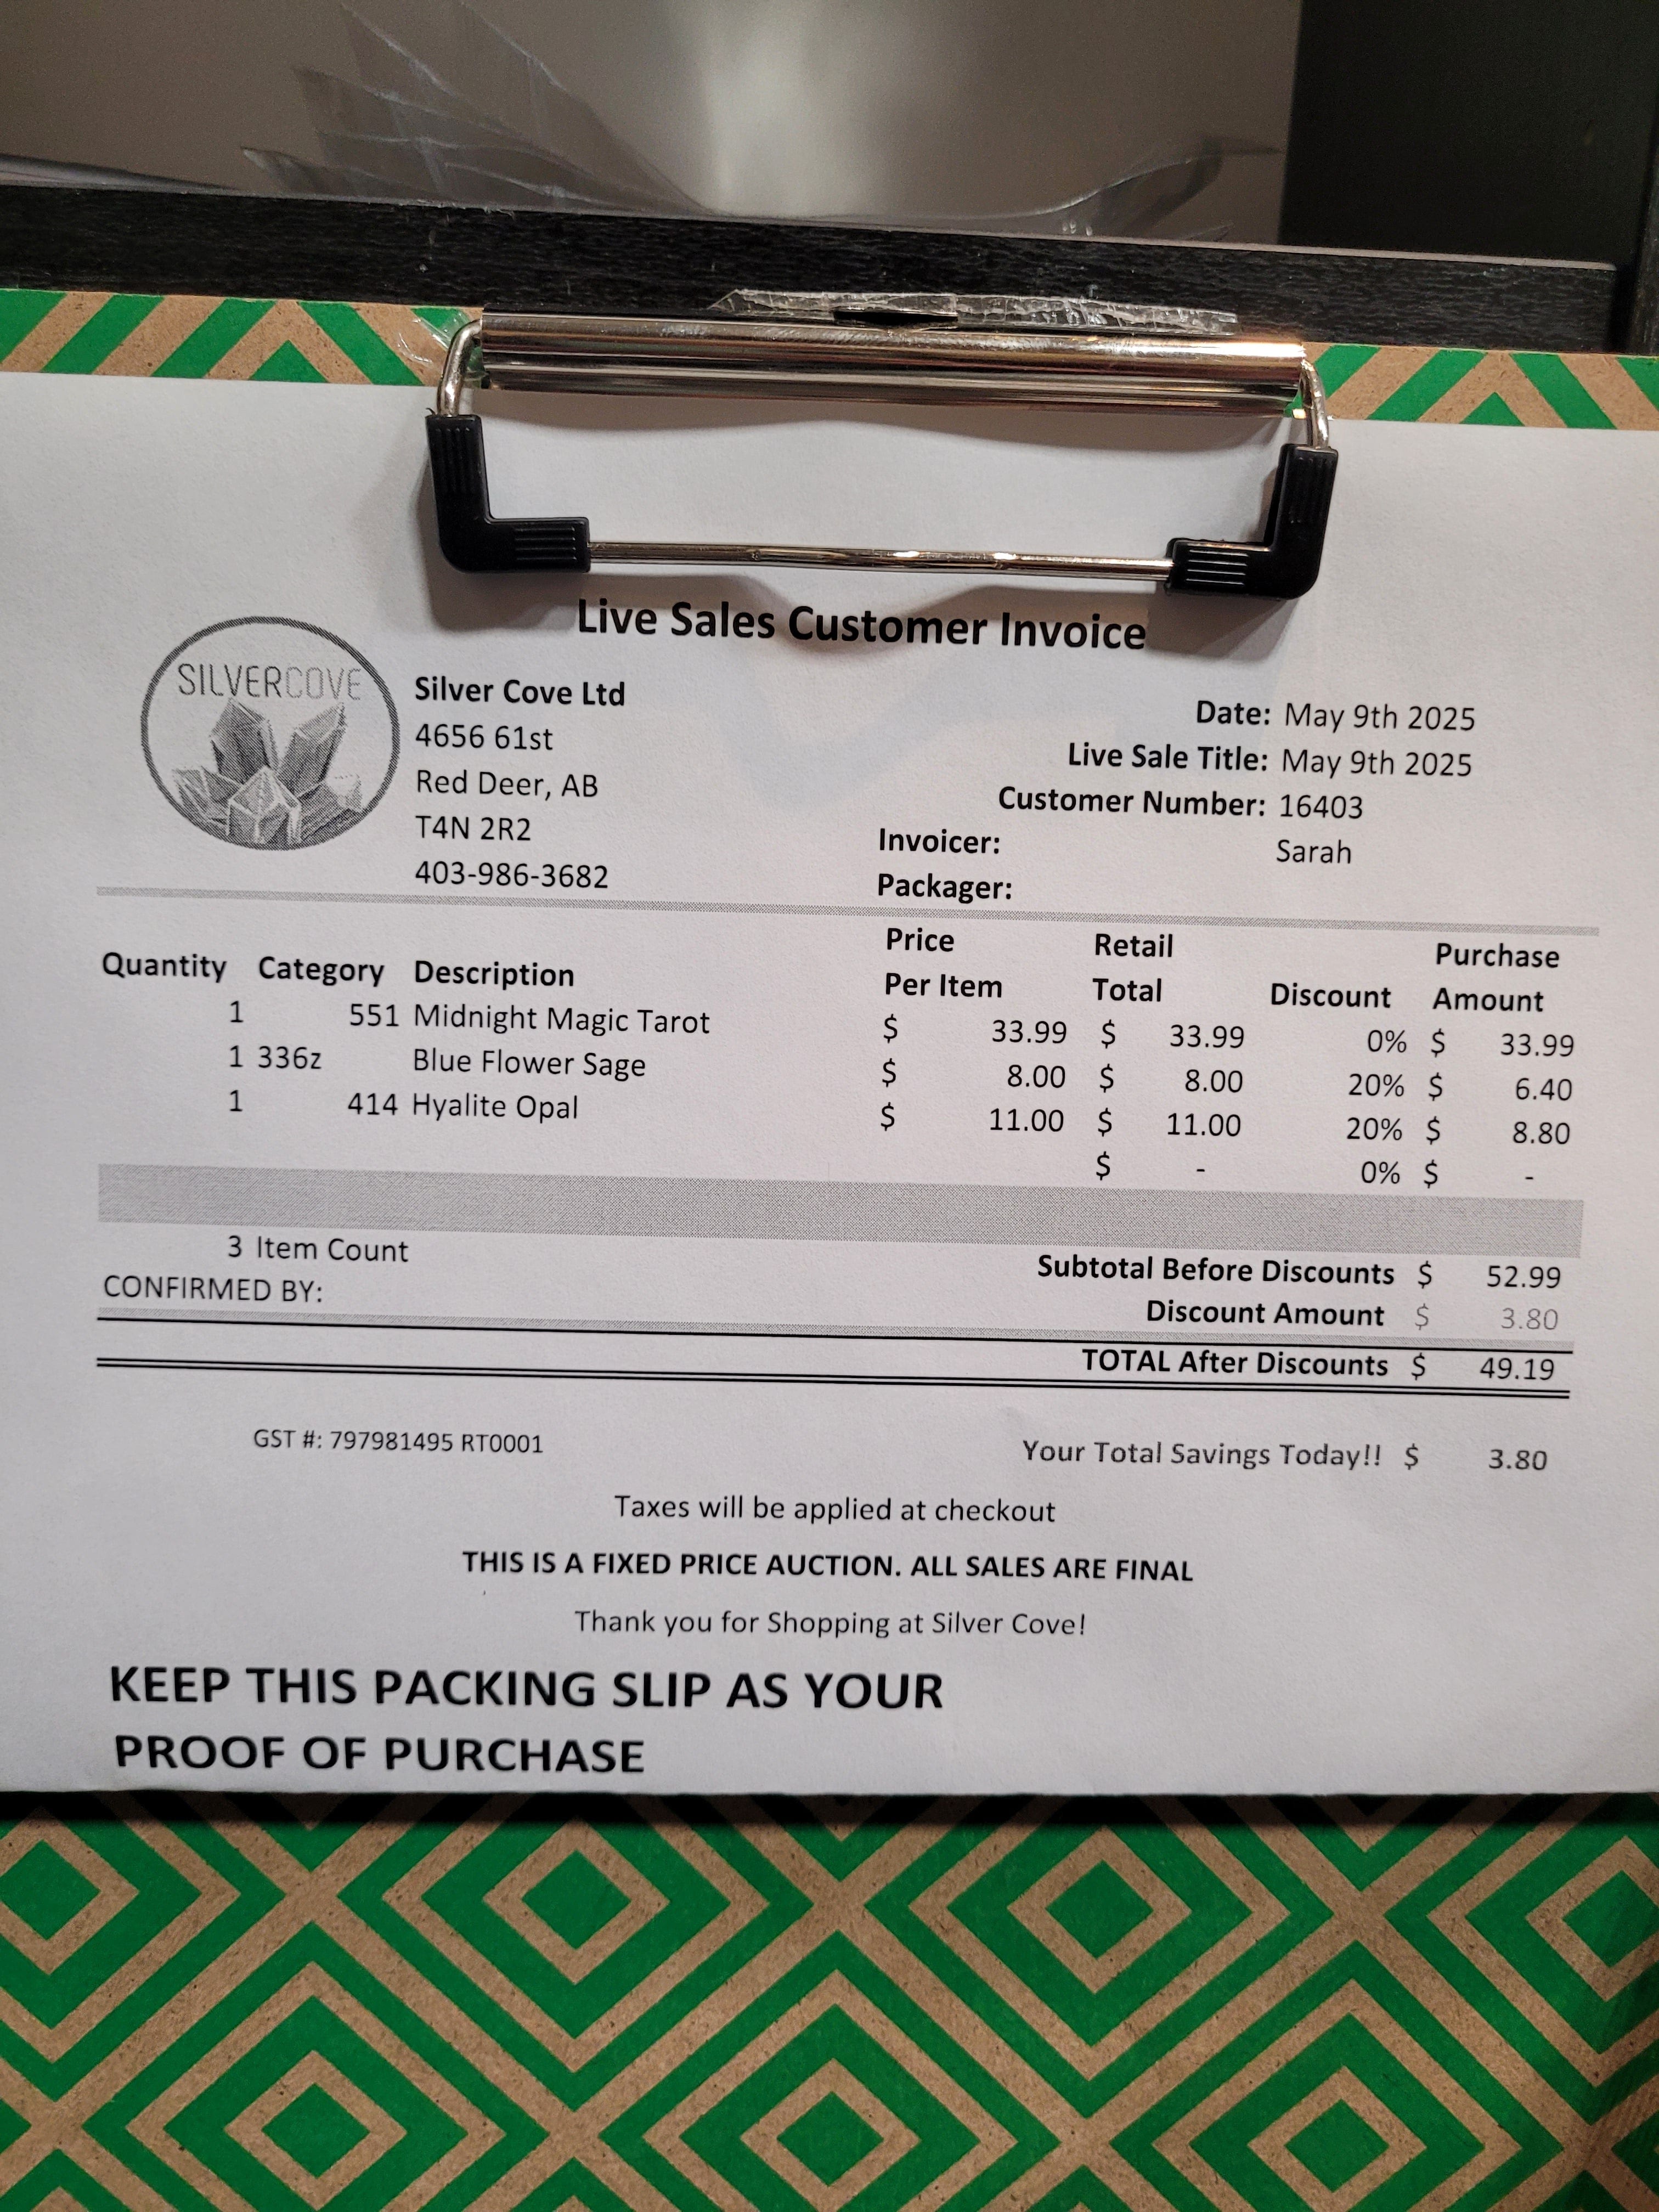 Live Sales Customer Invoice
SILVERCOVE
Silver Cove Ltd
4656 61st
Red Deer, AB
T4N 2R2
403-986-3682
Date: May 9th 2025
Live Sale Title: May 9th 2025
Customer Number: 16403
Invoicer: Sarah
Packager:
Quantity Category Description Price Per Item Retail Total Discount Purchase Amount
1 551 Midnight Magic Tarot $ 33.99 $ 33.99 0% $ 33.99
1 336z Blue Flower Sage $ 8.00 $ 8.00 20% $ 6.40
1 414 Hyalite Opal $ 11.00 $ 11.00 20% $ 8.80
$ - 0% $ -
3 Item Count
CONFIRMED BY:
Subtotal Before Discounts $ 52.99
Discount Amount $ 3.80
TOTAL After Discounts $ 49.19
GST #: 797981495 RT0001
Your Total Savings Today!! $ 3.80
Taxes will be applied at checkout
THIS IS A FIXED PRICE AUCTION. ALL SALES ARE FINAL
Thank you for Shopping at Silver Cove!
KEEP THIS PACKING SLIP AS YOUR
PROOF OF PURCHASE